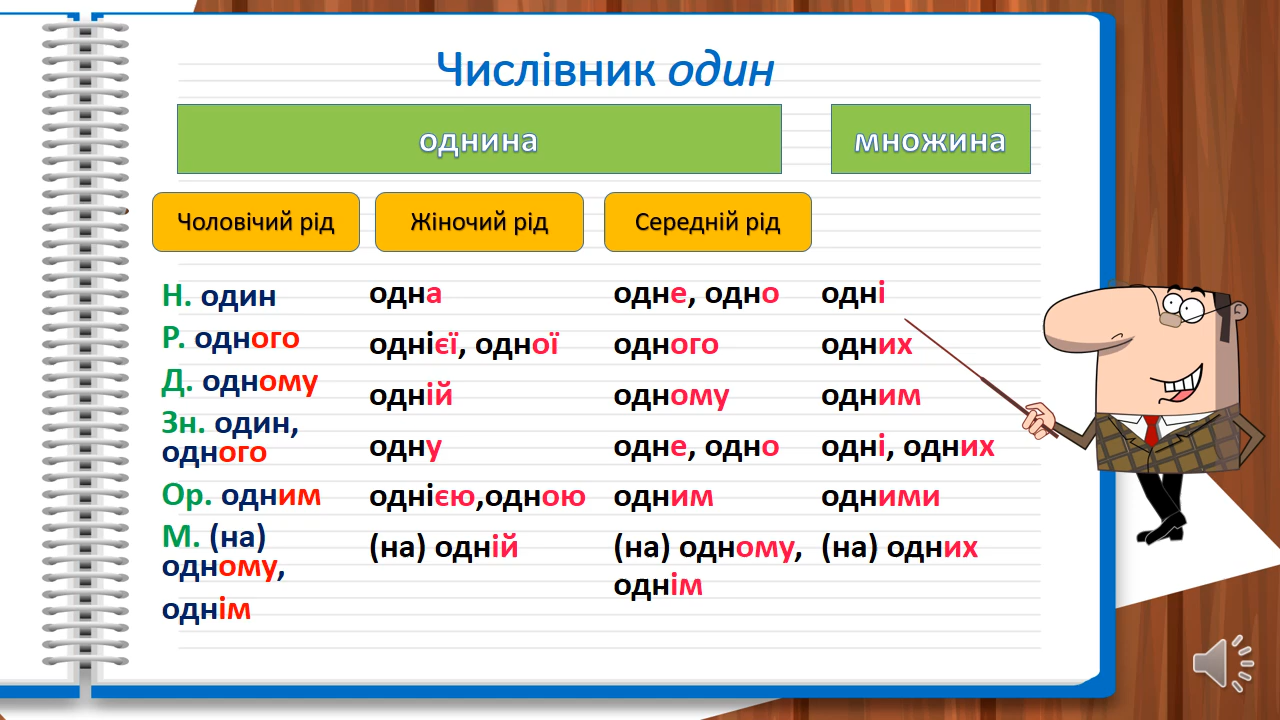 Числівник один
однина
множина
Чоловічий рід
Жіночий рід
Середній рід
Н. один
Р. одного
Д. одному
Зн. один,
одного
Ор. одним
М. (на)
одному,
однім
одна
однієї, одної
одній
одну
однією,одною
(на) одній
одне, одно
одного
одному
одне, одно
одним
(на) одному,
однім
одні
одних
одним
одні, одних
одними
(на) одних